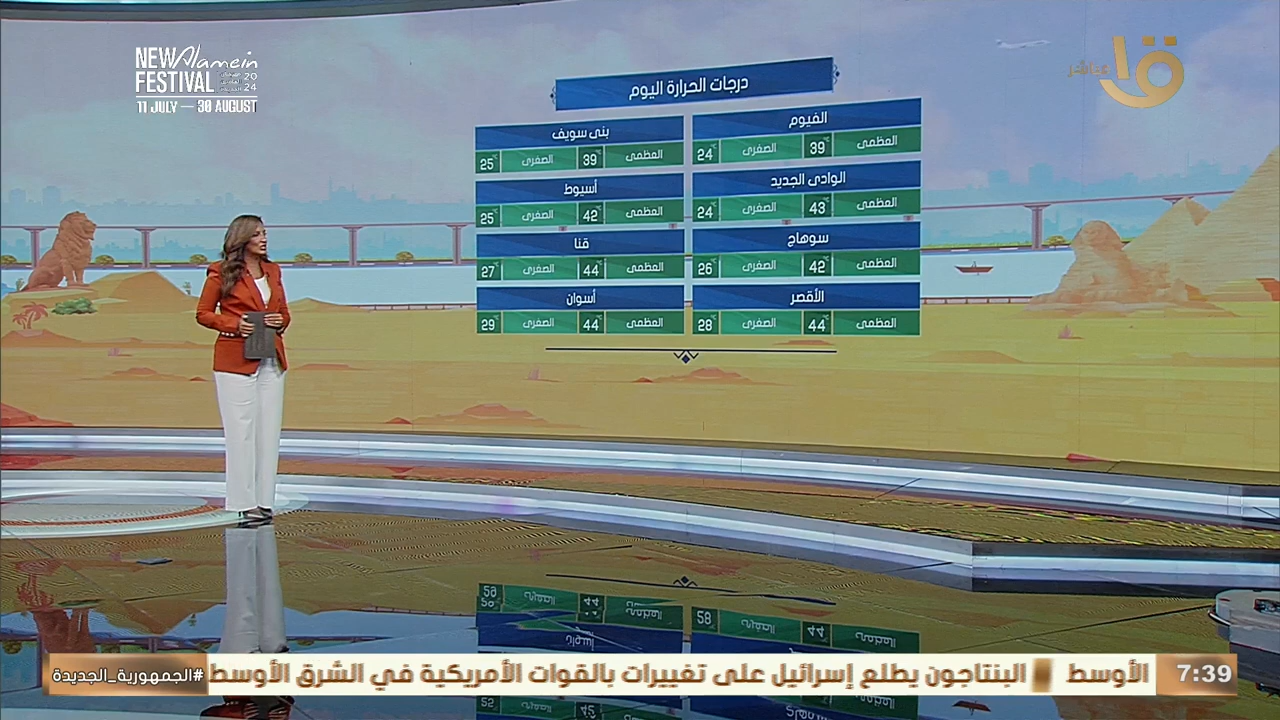 NEW Alamein
FESTIVAL 2024
11 JULY — 30 AUGUST
مباشر
درجات الحرارة اليوم
الفيوم
العظمى 39 الصغرى 24
بنى سويف
العظمى 39 الصغرى 25
الوادى الجديد
العظمى 43 الصغرى 24
أسيوط
العظمى 42 الصغرى 25
سوهاج
العظمى 42 الصغرى 26
قنا
العظمى 44 الصغرى 27
الأقصر
العظمى 44 الصغرى 28
أسوان
العظمى 44 الصغرى 29
7:39 الأوسط البنتاجون يطلع إسرائيل على تغييرات بالقوات الأمريكية في الشرق الأوسط #الجمهورية_الجديدة